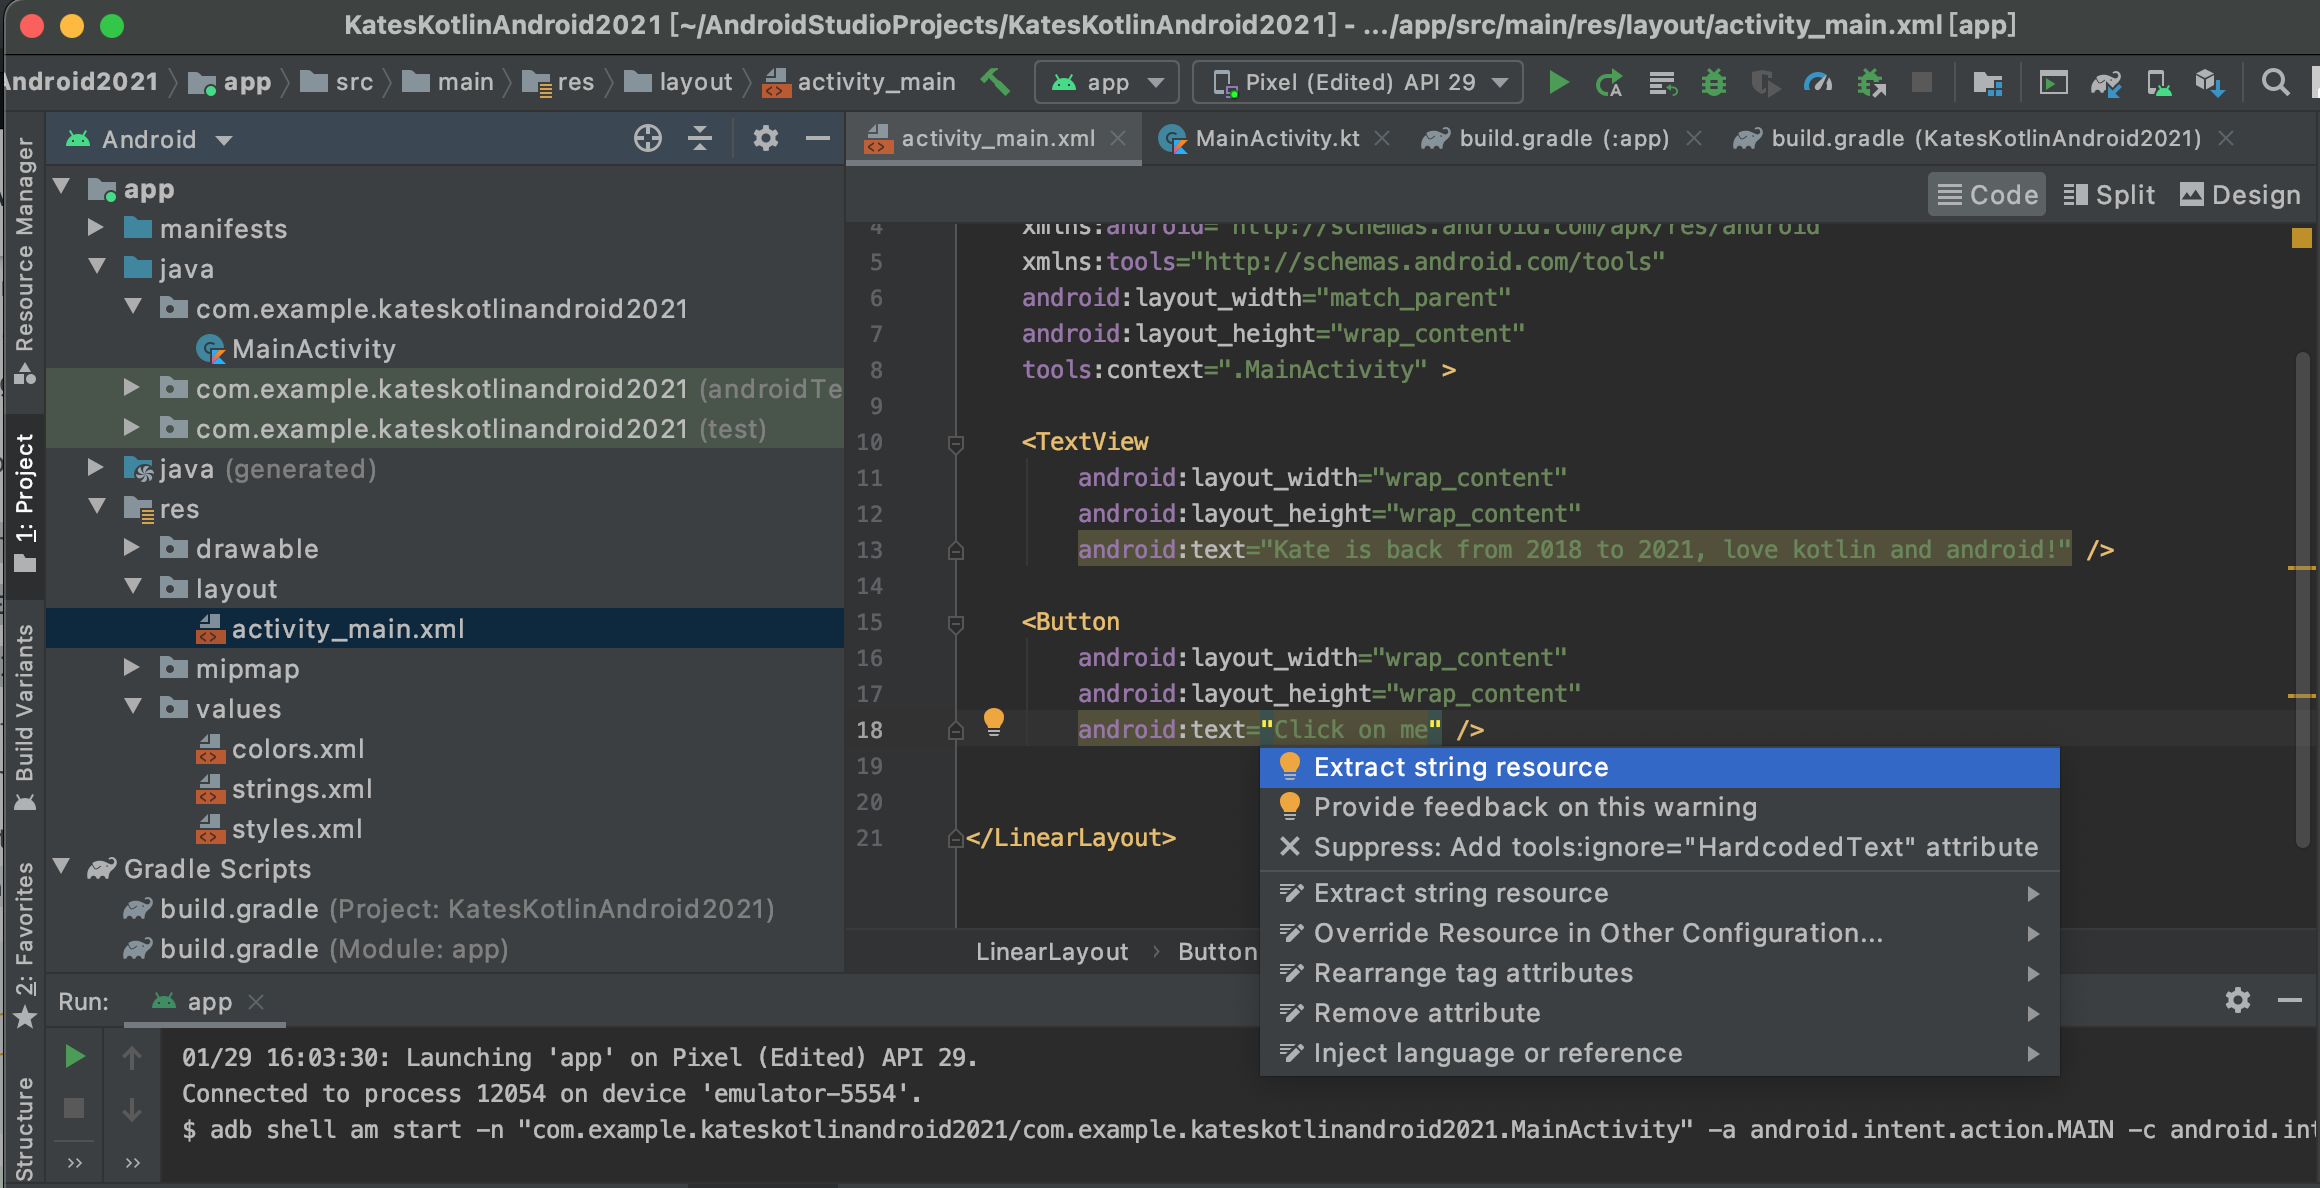 KatesKotlinAndroid2021 [~/AndroidStudioProjects/KatesKotlinAndroid2021] - .../app/src/main/res/layout/activity_main.xml [app]
Android2021 app src main res layout activity_main app Pixel (Edited) API 29
Android
activity_main.xml MainActivity.kt build.gradle (:app) build.gradle (KatesKotlinAndroid2021)
Code Split Design
Resource Manager
1: Project
Build Variants
2: Favorites
Structure
app
manifests
java
com.example.kateskotlinandroid2021
MainActivity
com.example.kateskotlinandroid2021 (androidTe
com.example.kateskotlinandroid2021 (test)
java (generated)
res
drawable
layout
activity_main.xml
mipmap
values
colors.xml
strings.xml
styles.xml
Gradle Scripts
build.gradle (Project: KatesKotlinAndroid2021)
build.gradle (Module: app)
4 xmlns:android="http://schemas.android.com/apk/res/android
5 xmlns:tools="http://schemas.android.com/tools"
6 android:layout_width="match_parent"
7 android:layout_height="wrap_content"
8 tools:context=".MainActivity" >
9
10 <TextView
11 android:layout_width="wrap_content"
12 android:layout_height="wrap_content"
13 android:text="Kate is back from 2018 to 2021, love kotlin and android!" />
14
15 <Button
16 android:layout_width="wrap_content"
17 android:layout_height="wrap_content"
18 android:text="Click on me" />
19
20
21 </LinearLayout>
Extract string resource
Provide feedback on this warning
Suppress: Add tools:ignore="HardcodedText" attribute
Extract string resource
Override Resource in Other Configuration...
Rearrange tag attributes
Remove attribute
Inject language or reference
LinearLayout › Button
Run: app
01/29 16:03:30: Launching 'app' on Pixel (Edited) API 29.
Connected to process 12054 on device 'emulator-5554'.
$ adb shell am start -n "com.example.kateskotlinandroid2021/com.example.kateskotlinandroid2021.MainActivity" -a android.intent.action.MAIN -c android.int